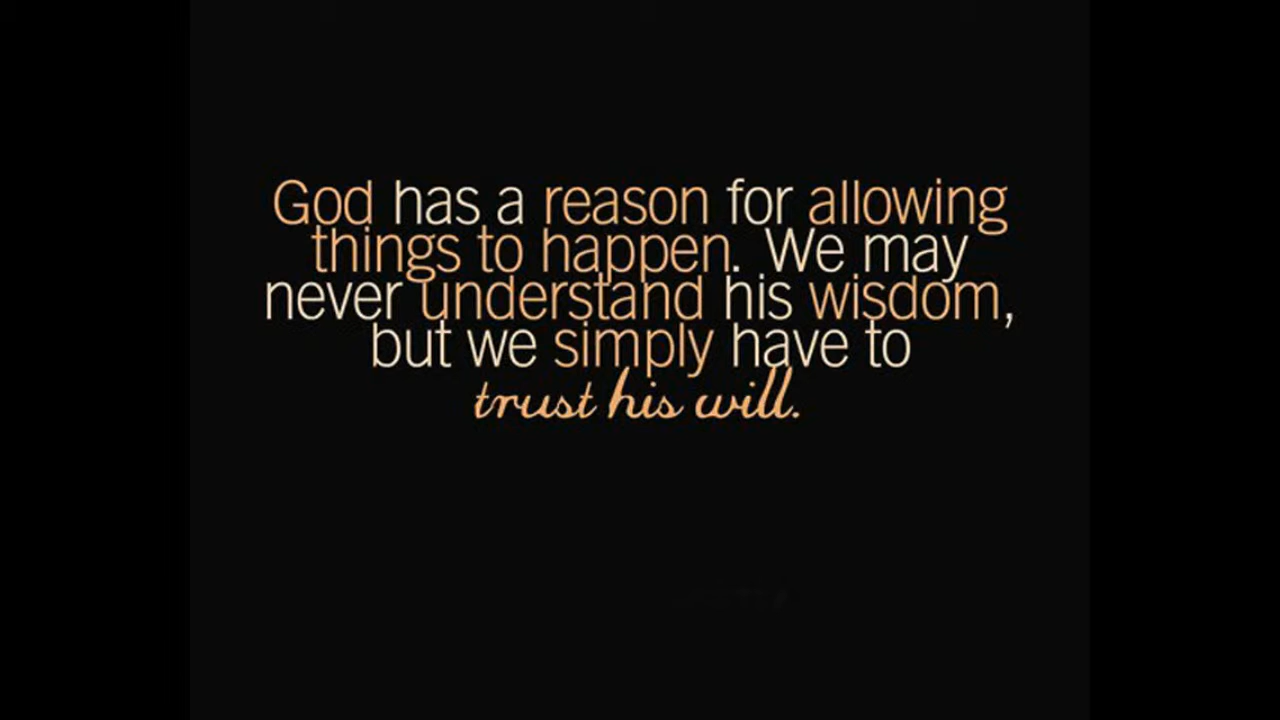 God has a reason for allowing
things to happen. We may
never understand his wisdom,
but we simply have to
trust his will.